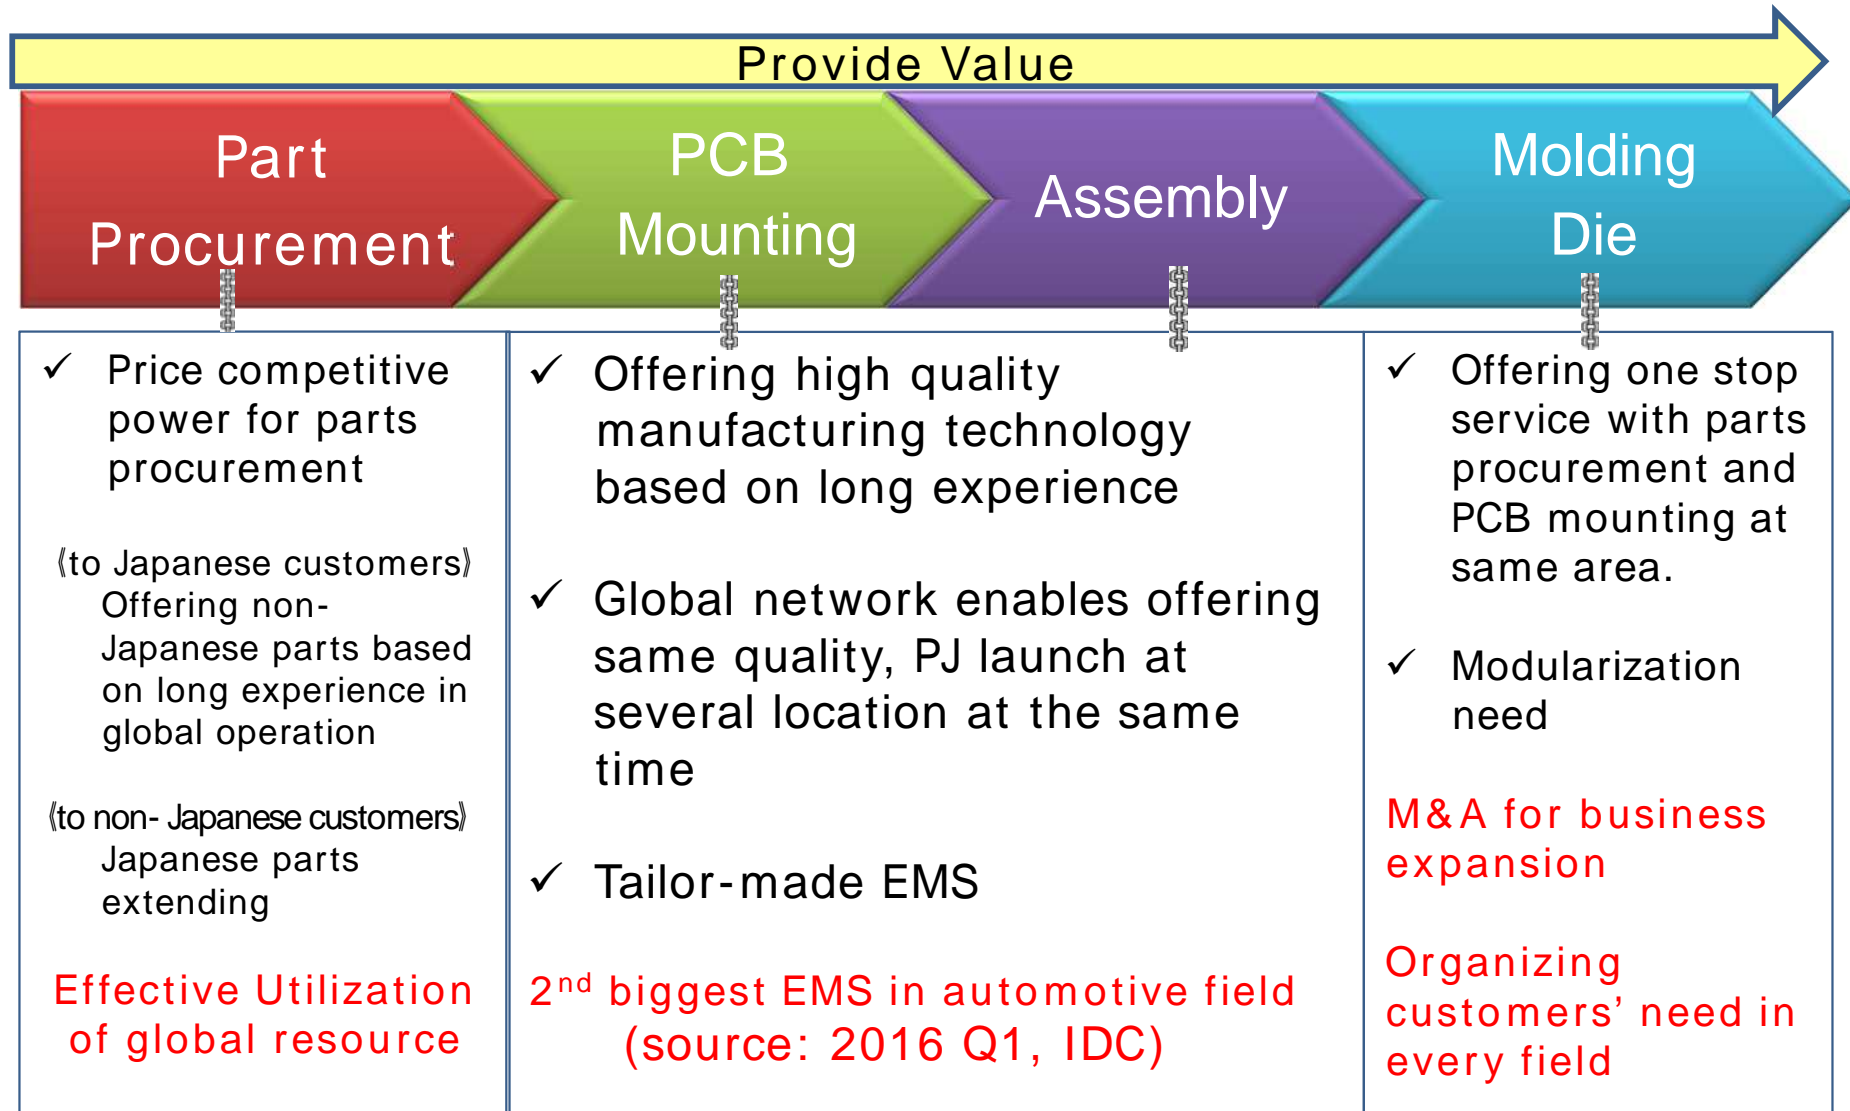 Provide Value
Part
Procurement
PCB
Mounting
Assembly
Molding
Die
✓ Price competitive
power for parts
procurement
《to Japanese customers》
Offering non-
Japanese parts based
on long experience in
global operation
《to non- Japanese customers》
Japanese parts
extending
Effective Utilization
of global resource
✓ Offering high quality
manufacturing technology
based on long experience
✓ Global network enables offering
same quality, PJ launch at
several location at the same
time
✓ Tailor-made EMS
2nd biggest EMS in automotive field
(source: 2016 Q1, IDC)
✓ Offering one stop
service with parts
procurement and
PCB mounting at
same area.
✓ Modularization
need
M&A for business
expansion
Organizing
customers’ need in
every field